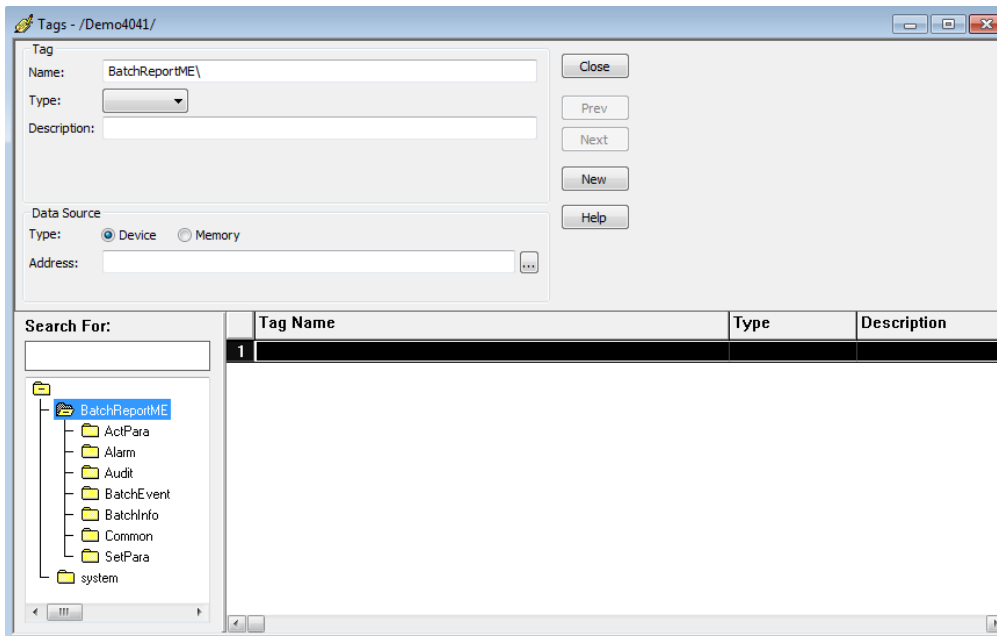 Tags - /Demo4041/
Tag
Name: BatchReportME\
Type:
Description:
Close
Prev
Next
New
Help
Data Source
Type: Device Memory
Address: ...
Search For:
Tag Name Type Description
1
BatchReportME
ActPara
Alarm
Audit
BatchEvent
BatchInfo
Common
SetPara
system